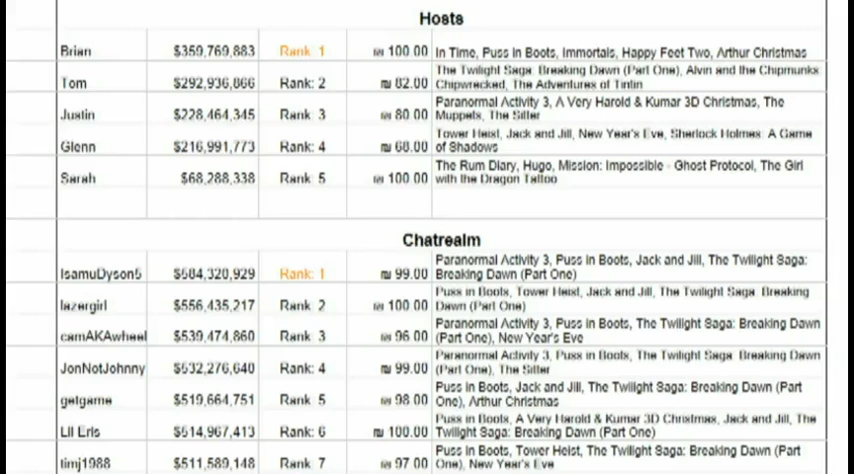 Hosts
Brian $359,769,883 Rank: 1 ₪ 100.00 In Time, Puss in Boots, Immortals, Happy Feet Two, Arthur Christmas
Tom $292,936,066 Rank: 2 ₪ 82.00 The Twilight Saga: Breaking Dawn (Part One), Alvin and the Chipmunks:
Chipwrecked, The Adventures of Tintin
Justin $228,464,345 Rank: 3 ₪ 80.00 Paranormal Activity 3, A Very Harold & Kumar 3D Christmas, The
Muppets, The Sitter
Glenn $216,991,773 Rank: 4 ₪ 68.00 Tower Heist, Jack and Jill, New Year's Eve, Sherlock Holmes: A Game
of Shadows
Sarah $68,288,338 Rank: 5 ₪ 100.00 The Rum Diary, Hugo, Mission: Impossible - Ghost Protocol, The Girl
with the Dragon Tattoo
Chatrealm
IsamuDyson5 $584,320,929 Rank: 1 ₪ 99.00 Paranormal Activity 3, Puss in Boots, Jack and Jill, The Twilight Saga:
Breaking Dawn (Part One)
lazergirl $556,435,217 Rank: 2 ₪ 100.00 Puss in Boots, Tower Heist, Jack and Jill, The Twilight Saga: Breaking
Dawn (Part One)
camAKAwheel $539,474,860 Rank: 3 ₪ 96.00 Paranormal Activity 3, Puss in Boots, The Twilight Saga: Breaking Dawn
(Part One), New Year's Eve
JonNotJohnny $532,276,640 Rank: 4 ₪ 99.00 Paranormal Activity 3, Puss in Boots, The Twilight Saga: Breaking Dawn
(Part One), The Sitter
gelgame $519,664,751 Rank: 5 ₪ 98.00 Puss in Boots, Jack and Jill, The Twilight Saga: Breaking Dawn (Part
One), Arthur Christmas
Lil Eris $514,967,413 Rank: 6 ₪ 100.00 Puss in Boots, A Very Harold & Kumar 3D Christmas, Jack and Jill, The
Twilight Saga: Breaking Dawn (Part One)
timj1988 $511,589,148 Rank: 7 ₪ 97.00 Puss in Boots, Tower Heist, The Twilight Saga: Breaking Dawn (Part
One), New Year's Eve